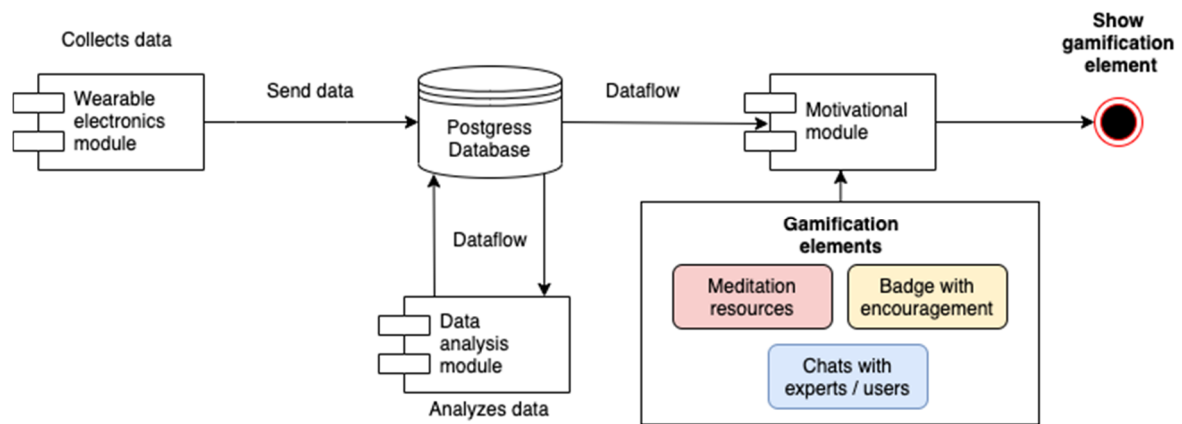 Collects data
Wearable
electronics
module
Send data
Postgress
Database
Dataflow
Motivational
module
Show
gamification
element
Dataflow
Data
analysis
module
Analyzes data
Gamification
elements
Meditation
resources
Badge with
encouragement
Chats with
experts / users